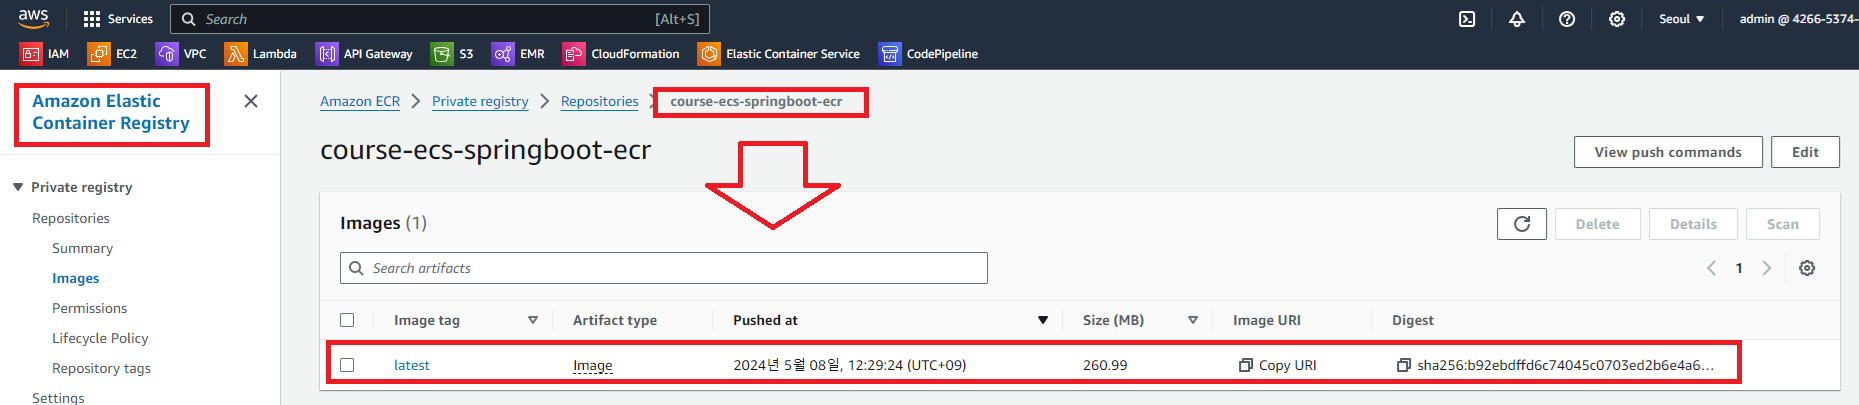 aws
Services
Search
[Alt+S]
Seoul
admin @ 4266-5374-
IAM
EC2
VPC
Lambda
API Gateway
S3
EMR
CloudFormation
Elastic Container Service
CodePipeline
Amazon Elastic
Container Registry
Private registry
Repositories
Summary
Images
Permissions
Lifecycle Policy
Repository tags
Settings
Amazon ECR
Private registry
Repositories
course-ecs-springboot-ecr
course-ecs-springboot-ecr
View push commands
Edit
Images (1)
Delete
Details
Scan
Search artifacts
1
Image tag
Artifact type
Pushed at
Size (MB)
Image URI
Digest
latest
Image
2024년 5월 08일, 12:29:24 (UTC+09)
260.99
Copy URI
sha256:b92ebdffd6c74045c0703ed2b6e4a6...